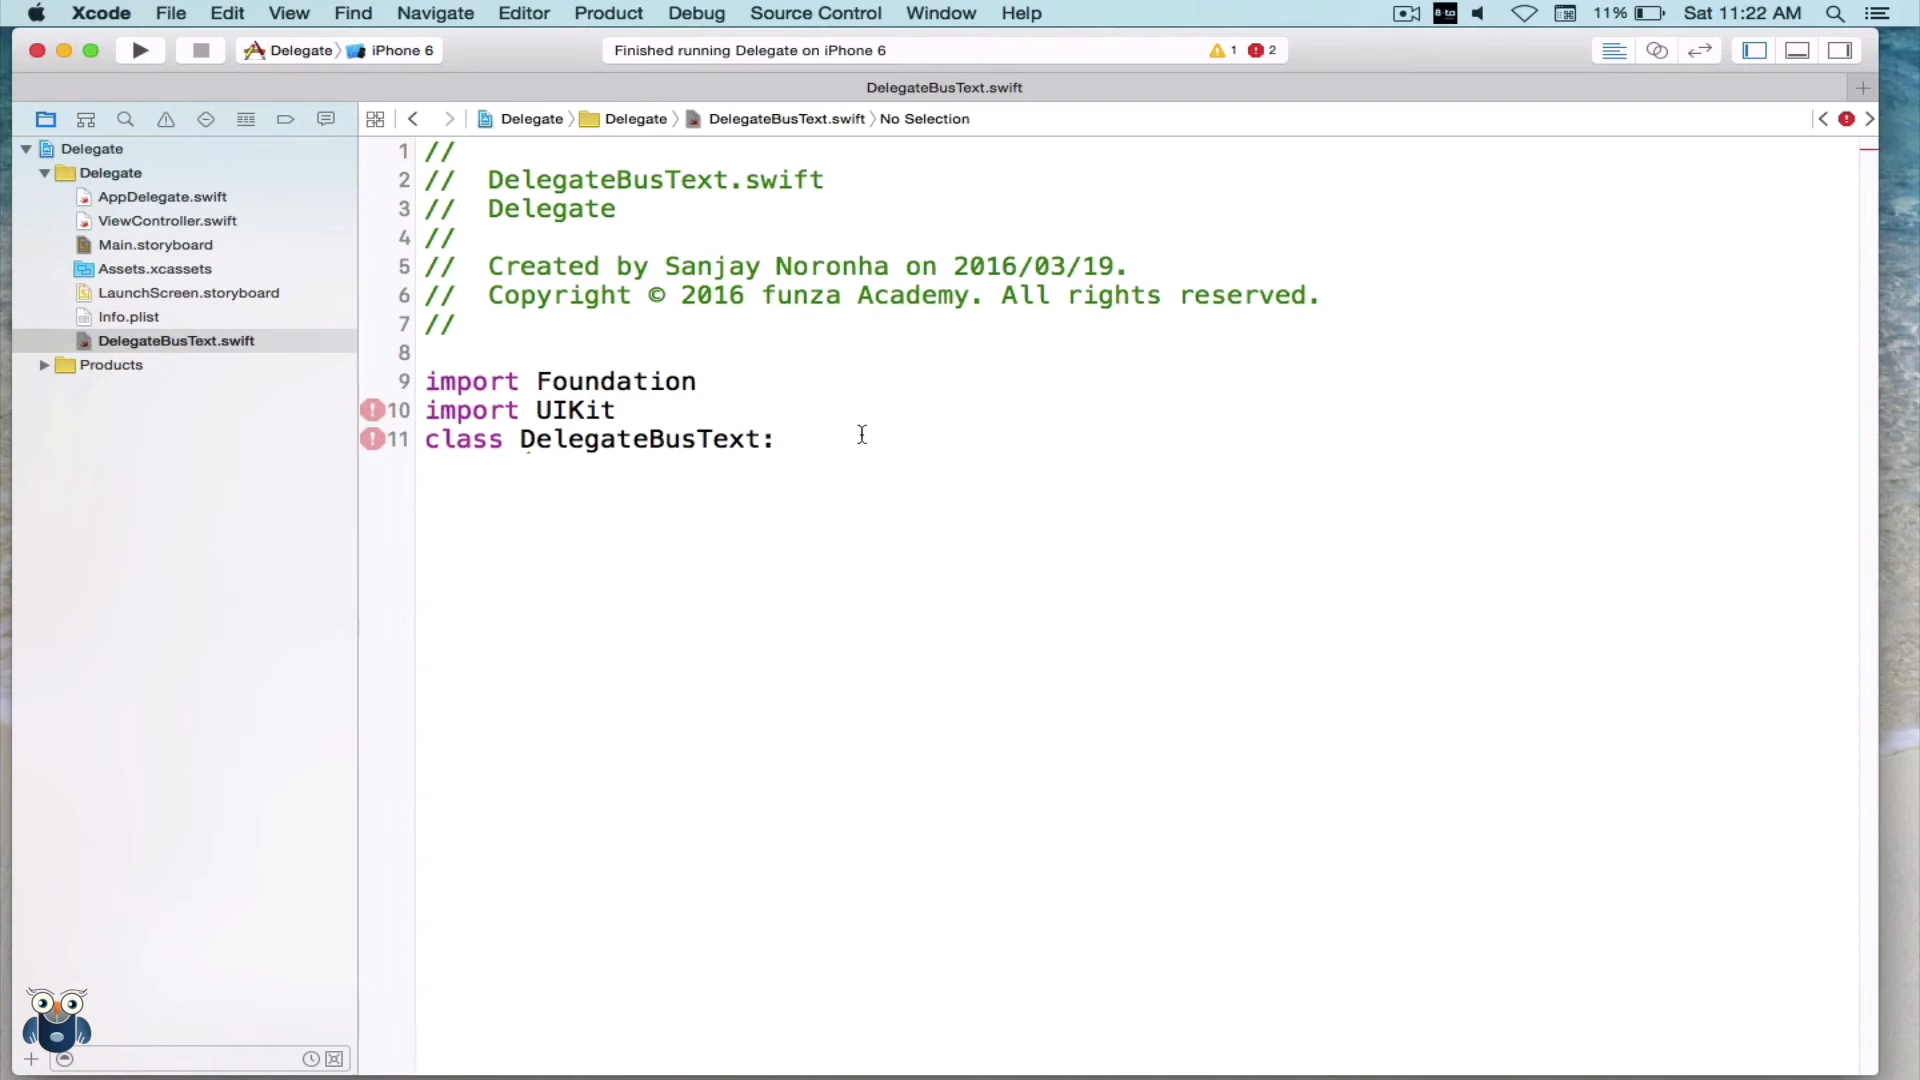 Xcode File Edit View Find Navigate Editor Product Debug Source Control Window Help 11% Sat 11:22 AM
Delegate iPhone 6 Finished running Delegate on iPhone 6 1 2
DelegateBusText.swift
Delegate Delegate DelegateBusText.swift No Selection
Delegate
Delegate
AppDelegate.swift
ViewController.swift
Main.storyboard
Assets.xcassets
LaunchScreen.storyboard
Info.plist
DelegateBusText.swift
Products
1 //
2 // DelegateBusText.swift
3 // Delegate
4 //
5 // Created by Sanjay Noronha on 2016/03/19.
6 // Copyright © 2016 funza Academy. All rights reserved.
7 //
8
9 import Foundation
10 import UIKit
11 class DelegateBusText: